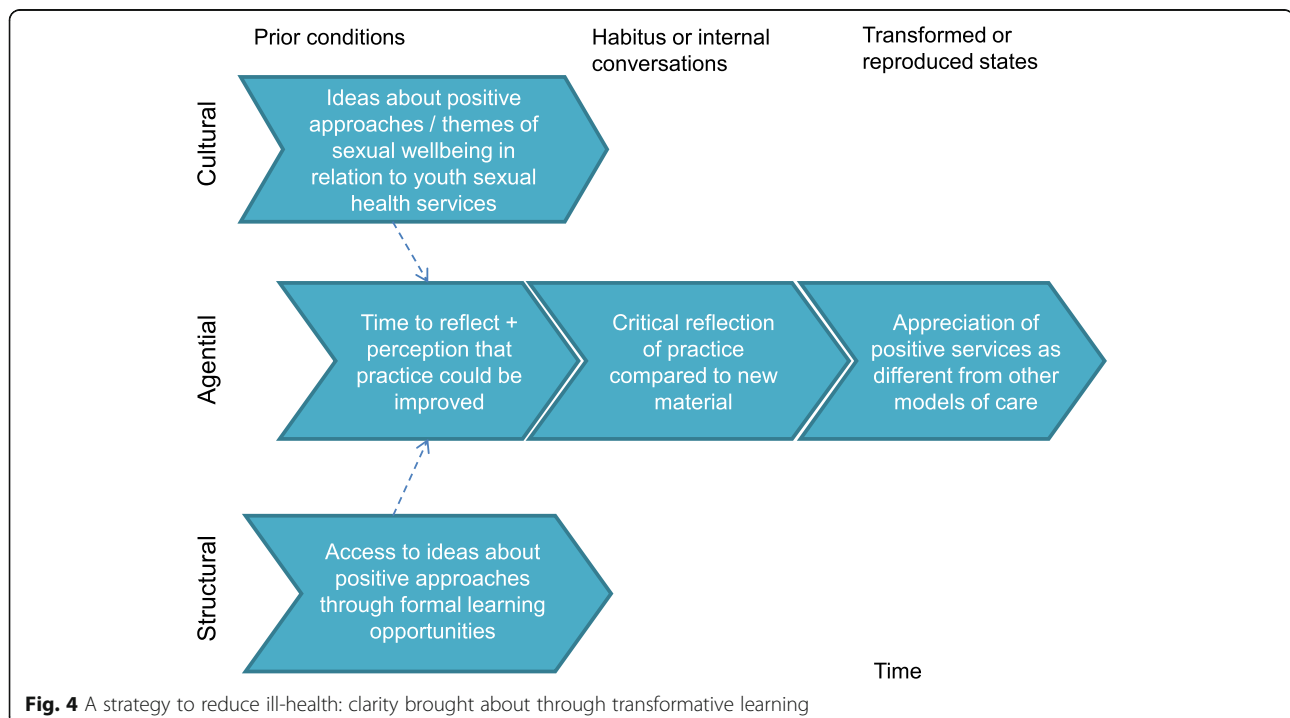 Prior conditions
Habitus or internal
conversations
Transformed or
reproduced states
Cultural
Ideas about positive
approaches / themes of
sexual wellbeing in
relation to youth sexual
health services
Agential
Time to reflect +
perception that
practice could be
improved
Critical reflection
of practice
compared to new
material
Appreciation of
positive services as
different from other
models of care
Structural
Access to ideas about
positive approaches
through formal learning
opportunities
Time
Fig. 4 A strategy to reduce ill-health: clarity brought about through transformative learning